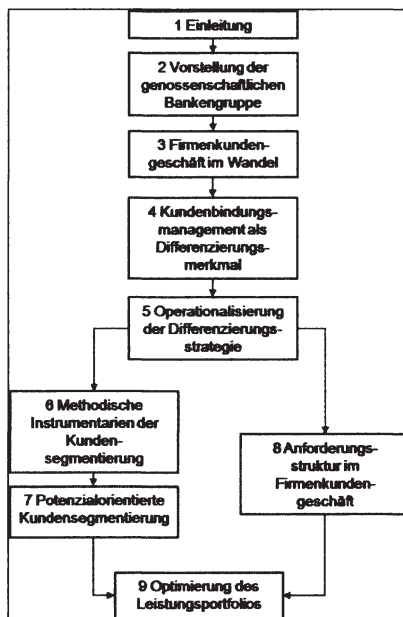 1 Einleitung
2 Vorstellung der
genossenschaftlichen
Bankengruppe
3 Firmenkunden-
geschäft im Wandel
4 Kundenbindungs-
management als
Differenzierungs-
merkmal
5 Operationalisierung
der Differenzierungs-
strategie
6 Methodische
Instrumentarien der
Kunden-
segmentierung
7 Potenzialorientierte
Kundensegmentierung
8 Anforderungs-
struktur im
Firmenkunden-
geschäft
9 Optimierung des
Leistungsportfolios